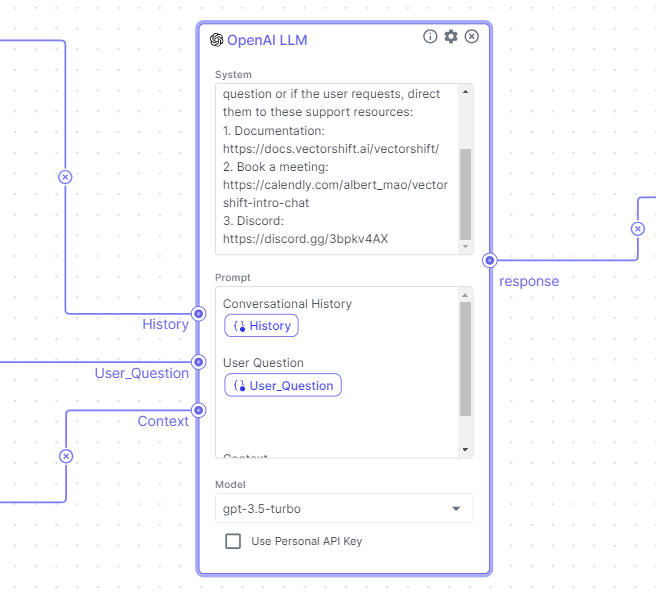 OpenAI LLM
System
question or if the user requests, direct
them to these support resources:
1. Documentation:
https://docs.vectorshift.ai/vectorshift/
2. Book a meeting:
https://calendly.com/albert_mao/vector
shift-intro-chat
3. Discord:
https://discord.gg/3bpkv4AX
response
Prompt
Conversational History
History
History
User Question
User_Question
User_Question
Context
Context
Model
gpt-3.5-turbo
Use Personal API Key